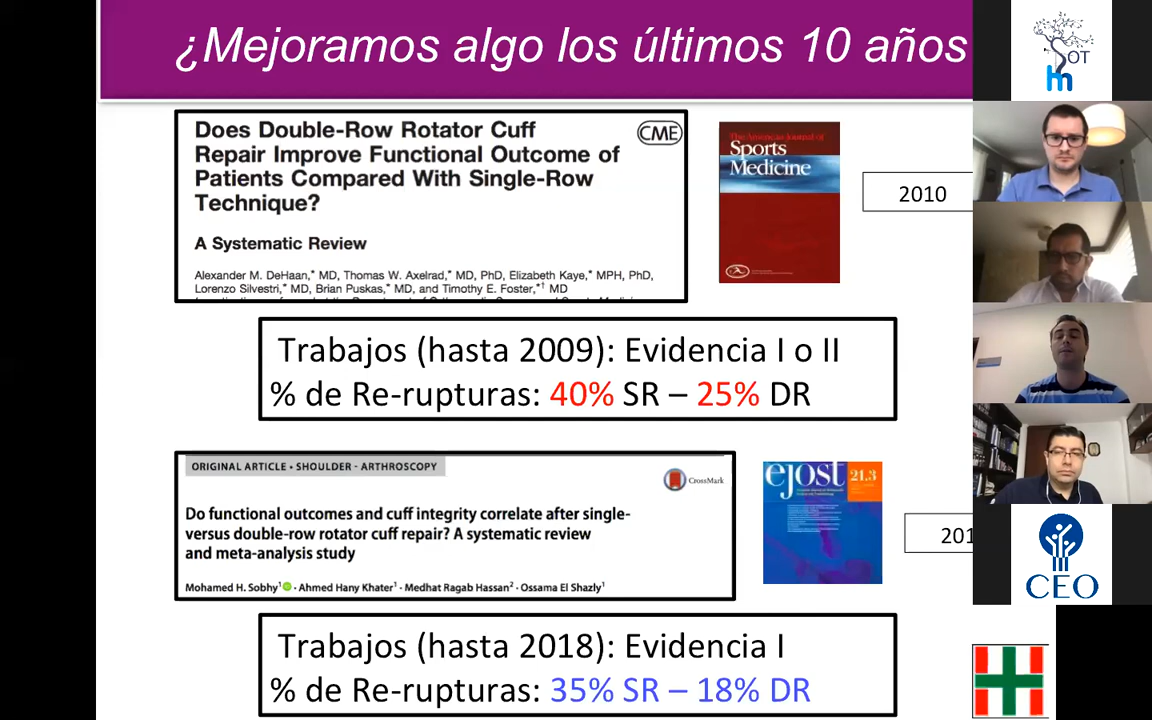 ¿Mejoramos algo los últimos 10 años
Does Double-Row Rotator Cuff
Repair Improve Functional Outcome of
Patients Compared With Single-Row
Technique?
CME
A Systematic Review
Alexander M. DeHaan,* MD, Thomas W. Axelrad,* MD, PhD, Elizabeth Kaye,* MPH, PhD,
Lorenzo Silvestri,* MD, Brian Puskas,* MD, and Timothy E. Foster,*† MD
The American Journal of
Sports
Medicine
2010
Trabajos (hasta 2009): Evidencia I o II
% de Re-rupturas: 40% SR – 25% DR
ORIGINAL ARTICLE • SHOULDER - ARTHROSCOPY
CrossMark
Do functional outcomes and cuff integrity correlate after single-
versus double-row rotator cuff repair? A systematic review
and meta-analysis study
Mohamed H. Sobhy¹ · Ahmed Hany Khater¹ · Medhat Ragab Hassan² · Ossama El Shazly¹
ejost
21.3
201
Trabajos (hasta 2018): Evidencia I
% de Re-rupturas: 35% SR – 18% DR
SOT
hm
CEO